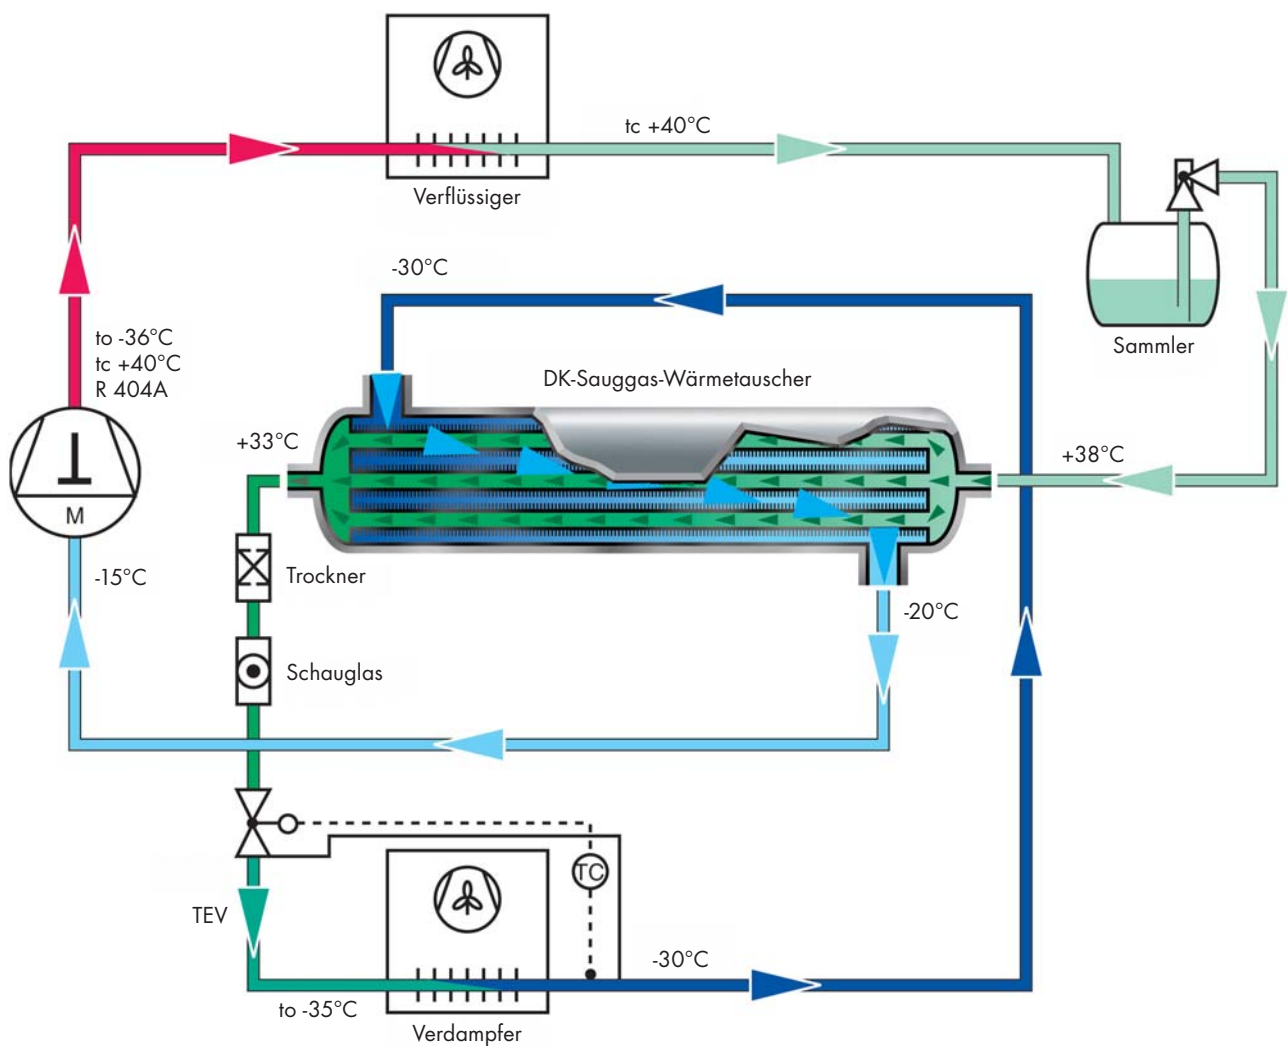 tc +40°C
Verflüssiger
-30°C
to -36°C
tc +40°C
R 404A
Sammler
DK-Sauggas-Wärmetauscher
+33°C
+38°C
M
-15°C
Trockner
-20°C
Schauglas
TC
TEV
-30°C
to -35°C
Verdampfer